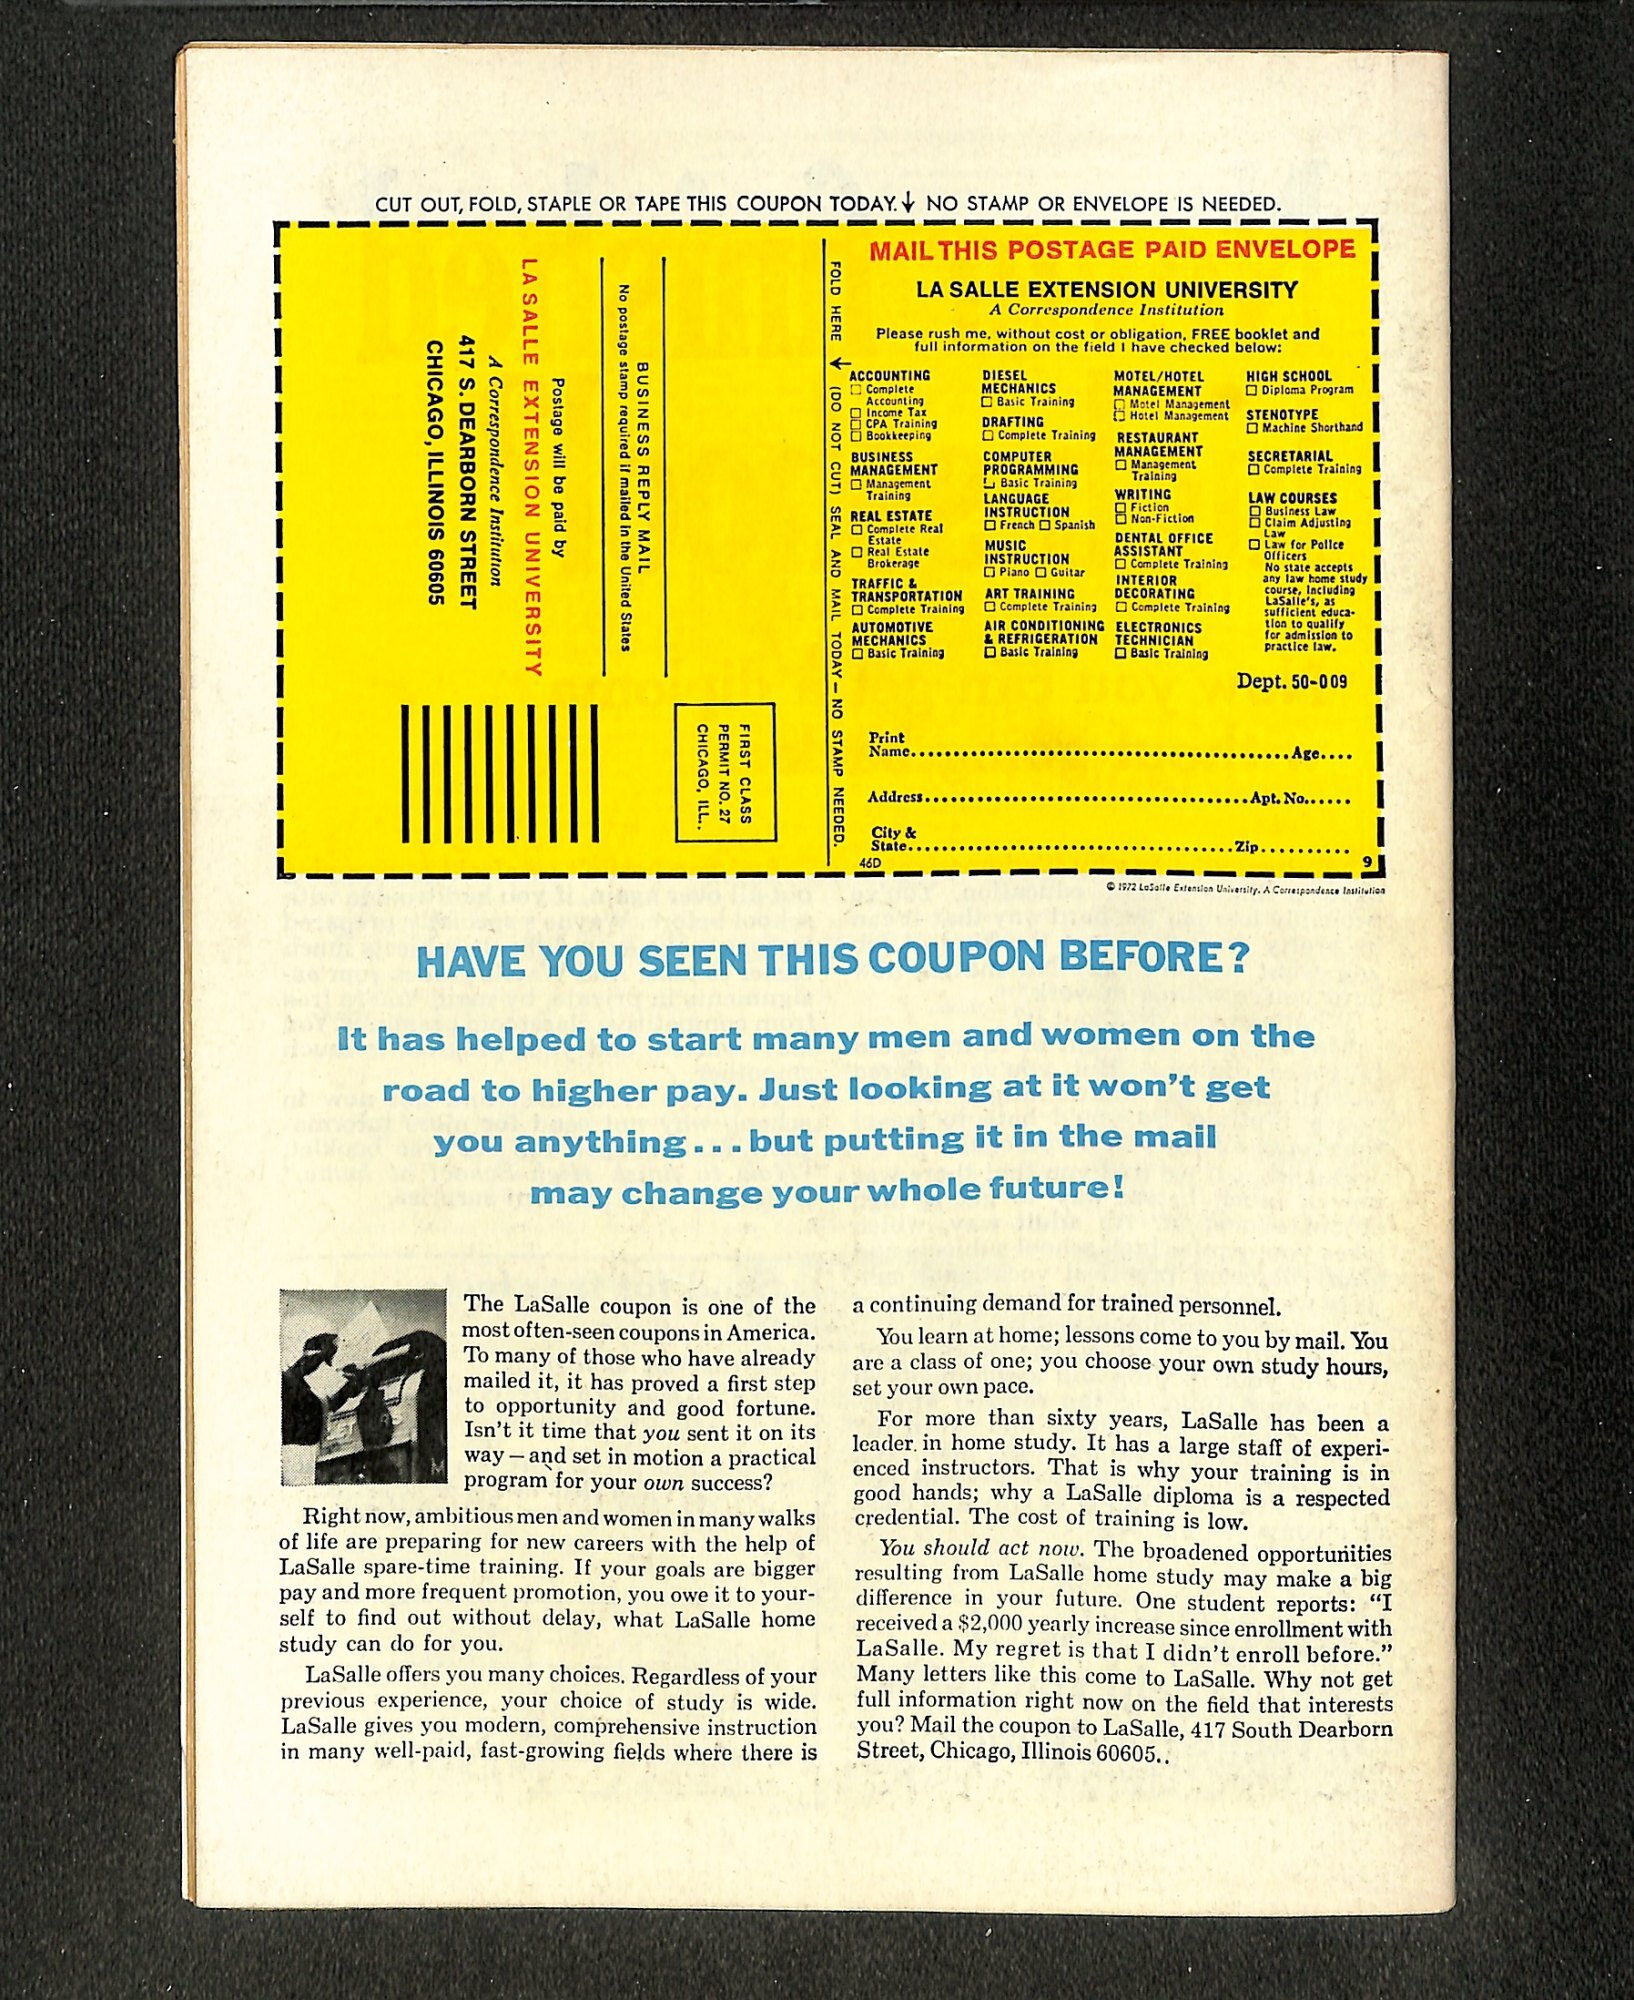 CUT OUT, FOLD, STAPLE OR TAPE THIS COUPON TODAY. ↓ NO STAMP OR ENVELOPE IS NEEDED.
BUSINESS REPLY MAIL
No postage stamp required if mailed in the United States
Postage will be paid by
LA SALLE EXTENSION UNIVERSITY
A Correspondence Institution
417 S. DEARBORN STREET
CHICAGO, ILLINOIS 60605
FIRST CLASS
PERMIT NO. 27
CHICAGO, ILL..
FOLD HERE → (DO NOT CUT) SEAL AND MAIL TODAY — NO STAMP NEEDED.
MAIL THIS POSTAGE PAID ENVELOPE
LA SALLE EXTENSION UNIVERSITY
A Correspondence Institution
Please rush me, without cost or obligation, FREE booklet and
full information on the field I have checked below:
ACCOUNTING
☐ Complete
Accounting
☐ Income Tax
☐ CPA Training
☐ Bookkeeping
BUSINESS
MANAGEMENT
☐ Management
Training
REAL ESTATE
☐ Complete Real
Estate
☐ Real Estate
Brokerage
TRAFFIC &
TRANSPORTATION
☐ Complete Training
AUTOMOTIVE
MECHANICS
☐ Basic Training
DIESEL
MECHANICS
☐ Basic Training
DRAFTING
☐ Complete Training
COMPUTER
PROGRAMMING
☐ Basic Training
LANGUAGE
INSTRUCTION
☐ French ☐ Spanish
MUSIC
INSTRUCTION
☐ Piano ☐ Guitar
ART TRAINING
☐ Complete Training
AIR CONDITIONING
& REFRIGERATION
☐ Basic Training
MOTEL/HOTEL
MANAGEMENT
☐ Motel Management
☐ Hotel Management
RESTAURANT
MANAGEMENT
☐ Management
Training
WRITING
☐ Fiction
☐ Non-Fiction
DENTAL OFFICE
ASSISTANT
☐ Complete Training
INTERIOR
DECORATING
☐ Complete Training
ELECTRONICS
TECHNICIAN
☐ Basic Training
HIGH SCHOOL
☐ Diploma Program
STENOTYPE
☐ Machine Shorthand
SECRETARIAL
☐ Complete Training
LAW COURSES
☐ Business Law
☐ Claim Adjusting
Law
☐ Law for Police
Officers
No state accepts
any law home study
course, including
LaSalle's, as
sufficient educa-
tion to qualify
for admission to
practice law.
Dept. 50-009
Print
Name.............................................Age....
Address.......................................Apt. No......
City &
State.......................................Zip...........
46D 9
© 1972 LaSalle Extension University, A Correspondence Institution
HAVE YOU SEEN THIS COUPON BEFORE?
It has helped to start many men and women on the
road to higher pay. Just looking at it won't get
you anything...but putting it in the mail
may change your whole future!
The LaSalle coupon is one of the
most often-seen coupons in America.
To many of those who have already
mailed it, it has proved a first step
to opportunity and good fortune.
Isn't it time that you sent it on its
way — and set in motion a practical
program for your own success?
Right now, ambitious men and women in many walks
of life are preparing for new careers with the help of
LaSalle spare-time training. If your goals are bigger
pay and more frequent promotion, you owe it to your-
self to find out without delay, what LaSalle home
study can do for you.
LaSalle offers you many choices. Regardless of your
previous experience, your choice of study is wide.
LaSalle gives you modern, comprehensive instruction
in many well-paid, fast-growing fields where there is
a continuing demand for trained personnel.
You learn at home; lessons come to you by mail. You
are a class of one; you choose your own study hours,
set your own pace.
For more than sixty years, LaSalle has been a
leader in home study. It has a large staff of experi-
enced instructors. That is why your training is in
good hands; why a LaSalle diploma is a respected
credential. The cost of training is low.
You should act now. The broadened opportunities
resulting from LaSalle home study may make a big
difference in your future. One student reports: "I
received a $2,000 yearly increase since enrollment with
LaSalle. My regret is that I didn't enroll before."
Many letters like this come to LaSalle. Why not get
full information right now on the field that interests
you? Mail the coupon to LaSalle, 417 South Dearborn
Street, Chicago, Illinois 60605..